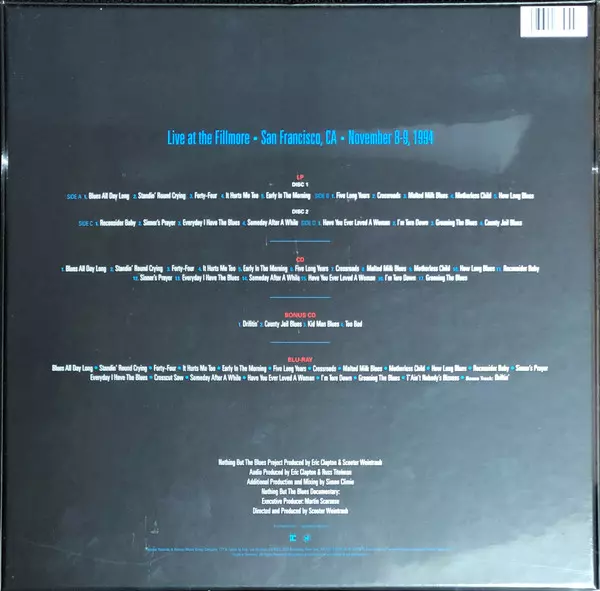 Live at the Fillmore • San Francisco, CA • November 8-9, 1994
LP
DISC 1
SIDE A 1. Blues All Day Long 2. Standin' Round Crying 3. Forty-Four 4. It Hurts Me Too 5. Early In The Morning SIDE B 1. Five Long Years 2. Crossroads 3. Malted Milk Blues 4. Motherless Child 5. How Long Blues
DISC 2
SIDE C 1. Reconsider Baby 2. Sinner's Prayer 3. Everyday I Have The Blues 4. Someday After A While SIDE D 1. Have You Ever Loved A Woman 2. I'm Tore Down 3. Groaning The Blues 4. County Jail Blues
CD
1. Blues All Day Long 2. Standin' Round Crying 3. Forty-Four 4. It Hurts Me Too 5. Early In The Morning 6. Five Long Years 7. Crossroads 8. Malted Milk Blues 9. Motherless Child 10. How Long Blues 11. Reconsider Baby
12. Sinner's Prayer 13. Everyday I Have The Blues 14. Someday After A While 15. Have You Ever Loved A Woman 16. I'm Tore Down 17. Groaning The Blues
BONUS CD
1. Driftin' 2. County Jail Blues 3. Kid Man Blues 4. Too Bad
BLU-RAY
Blues All Day Long • Standin' Round Crying • Forty-Four • It Hurts Me Too • Early In The Morning • Five Long Years • Crossroads • Malted Milk Blues • Motherless Child • How Long Blues • Reconsider Baby • Sinner's Prayer
Everyday I Have The Blues • Crosscut Saw • Someday After A While • Have You Ever Loved A Woman • I'm Tore Down • Groaning The Blues • T'Ain't Nobody's Bizness • Bonus Track: Driftin'
Nothing But The Blues Project Produced by Eric Clapton & Scooter Weintraub
Audio Produced by Eric Clapton & Russ Titelman
Additional Production and Mixing by Simon Climie
Nothing But The Blues Documentary:
Executive Producer: Martin Scorsese
Directed and Produced by Scooter Weintraub